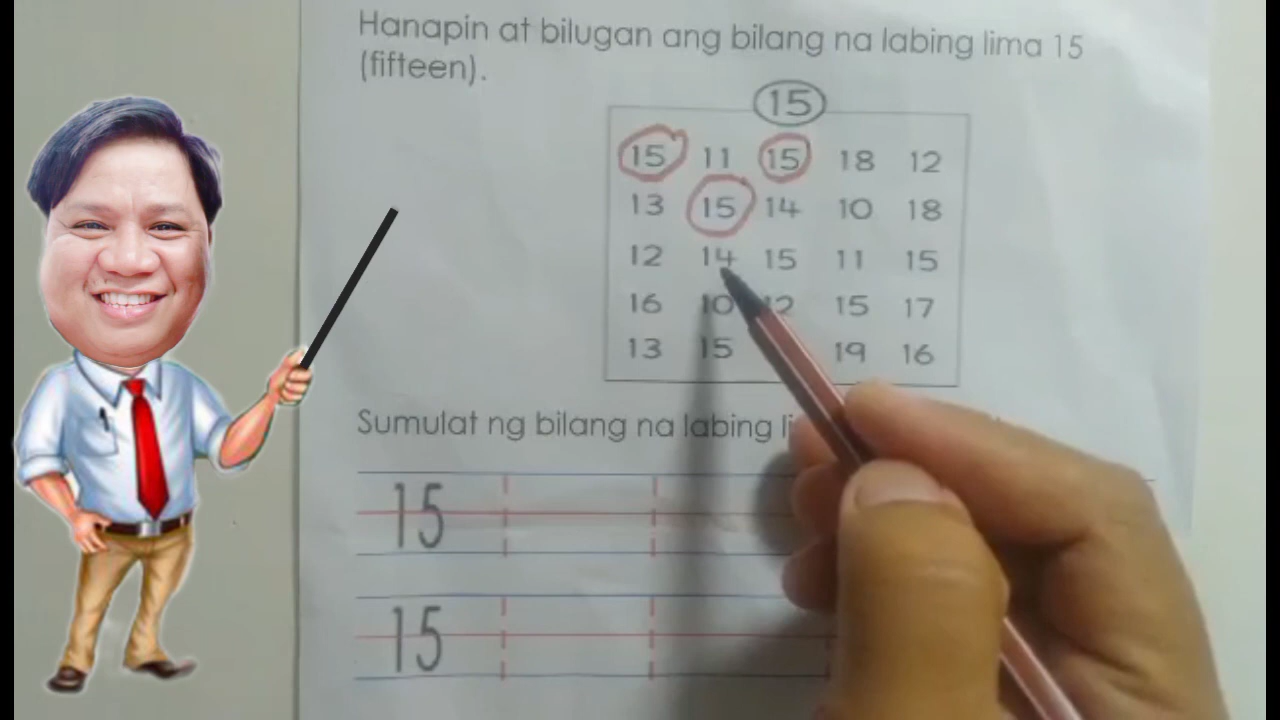 Hanapin at bilugan ang bilang na labing lima 15
(fifteen).
15
15 11 15 18 12
13 15 14 10 18
12 14 15 11 15
16 10 12 15 17
13 15 19 16
Sumulat ng bilang na labing
15
15